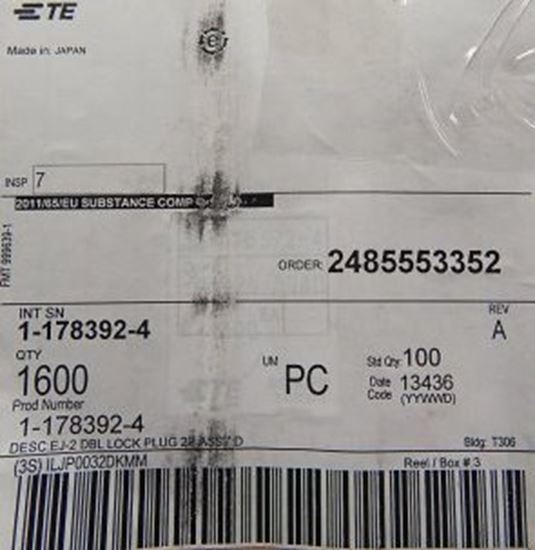 TE
Made in: JAPAN
INSP 7
2011/65/EU SUBSTANCE COMP
FMT 999639-1
ORDER: 2485553352
INT SN
1-178392-4
REV
A
QTY
1600
UM
PC
Std Qty: 100
Date Code 13436
(YYWWD)
Prod Number
1-178392-4
DESC EJ-2 DBL LOCK PLUG D
Bldg: T306
(3S) ILJP0032DKMM
Reel / Box # 3